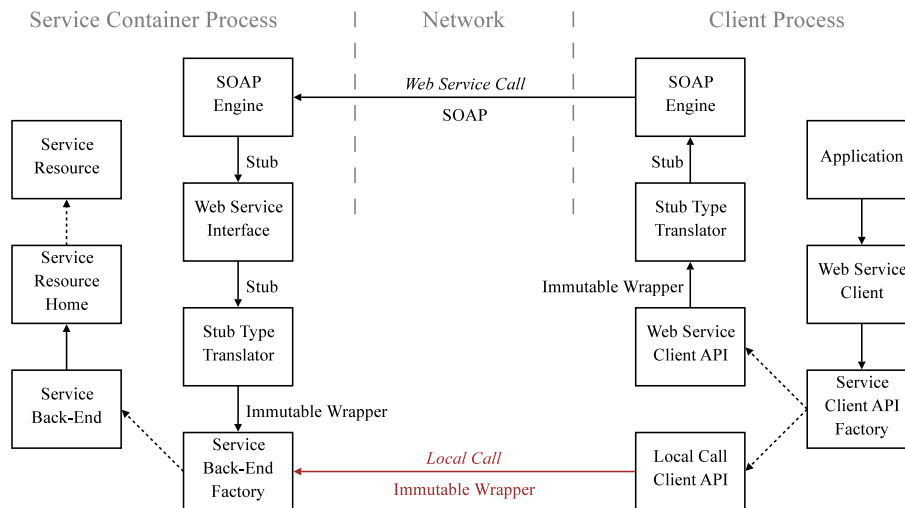 Service Container Process
Network
Client Process
SOAP
Engine
Web Service Call
SOAP
SOAP
Engine
Service
Resource
Stub
Stub
Application
Web Service
Interface
Stub Type
Translator
Service
Resource
Home
Stub
Immutable Wrapper
Web Service
Client
Stub Type
Translator
Web Service
Client API
Service
Back-End
Immutable Wrapper
Service
Client API
Factory
Service
Back-End
Factory
Local Call
Immutable Wrapper
Local Call
Client API